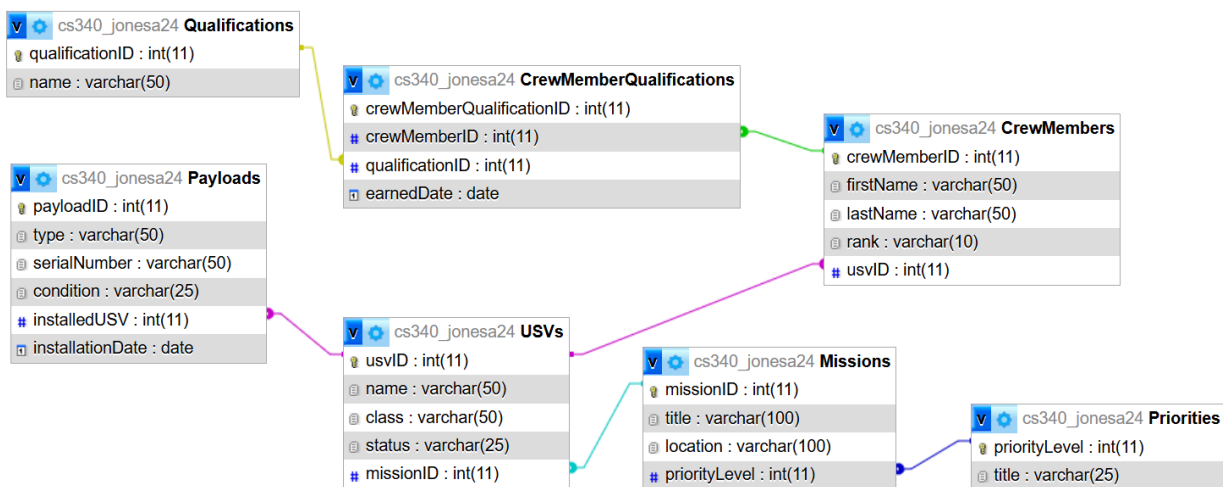 V cs340_jonesa24 Qualifications
qualificationID : int(11)
name : varchar(50)
V cs340_jonesa24 CrewMemberQualifications
crewMemberQualificationID : int(11)
# crewMemberID : int(11)
# qualificationID : int(11)
earnedDate : date
V cs340_jonesa24 CrewMembers
crewMemberID : int(11)
firstName : varchar(50)
lastName : varchar(50)
rank : varchar(10)
# usvID : int(11)
V cs340_jonesa24 Payloads
payloadID : int(11)
type : varchar(50)
serialNumber : varchar(50)
condition : varchar(25)
# installedUSV : int(11)
installationDate : date
V cs340_jonesa24 USVs
usvID : int(11)
name : varchar(50)
class : varchar(50)
status : varchar(25)
# missionID : int(11)
V cs340_jonesa24 Missions
missionID : int(11)
title : varchar(100)
location : varchar(100)
# priorityLevel : int(11)
V cs340_jonesa24 Priorities
priorityLevel : int(11)
title : varchar(25)